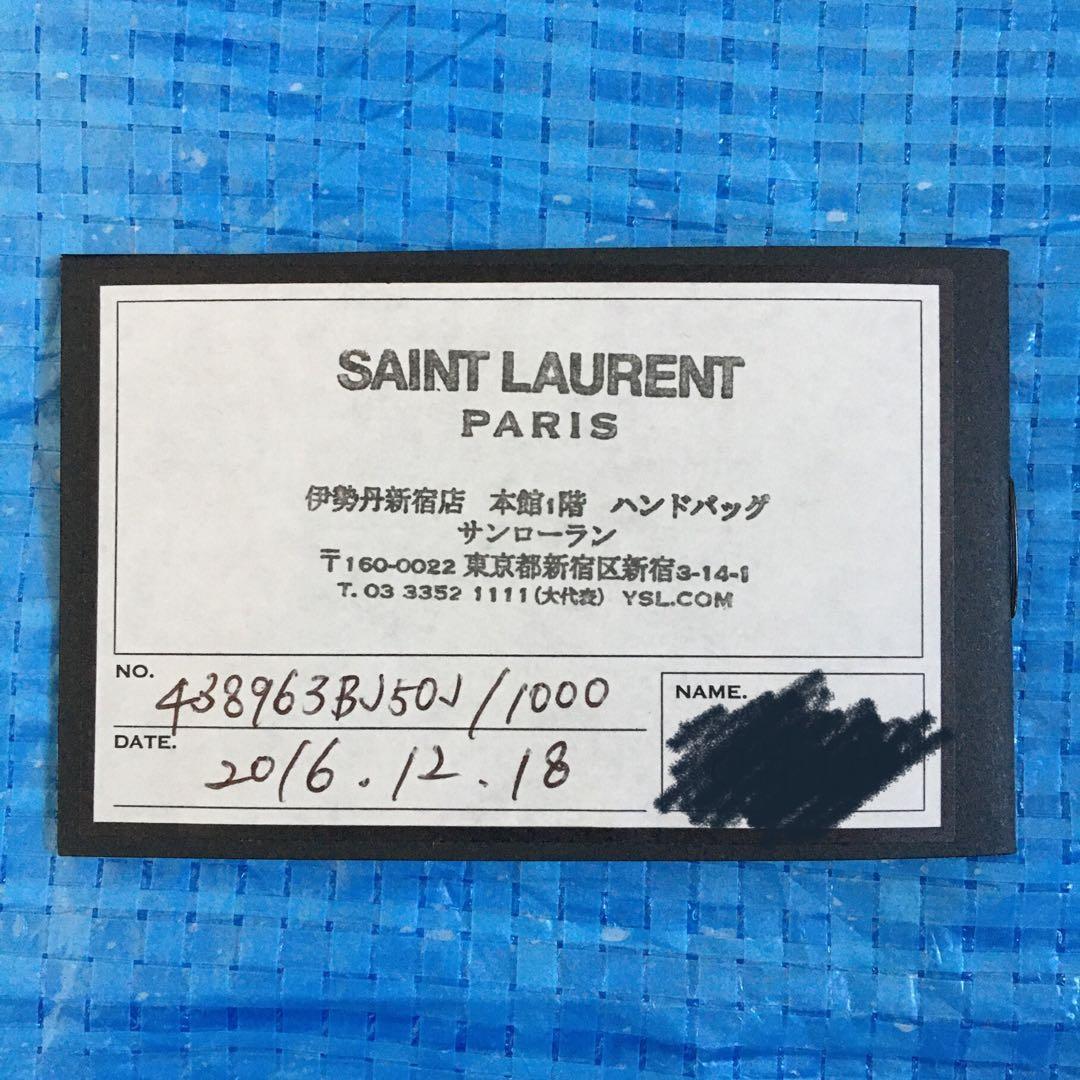 SAINT LAURENT
PARIS
伊勢丹新宿店 本館1階 ハンドバッグ
サンローラン
〒160-0022 東京都新宿区新宿3-14-1
T. 03 3352 1111(大代表) YSL.COM
NO. 438963BJ50J/1000
DATE. 2016.12.18
NAME.